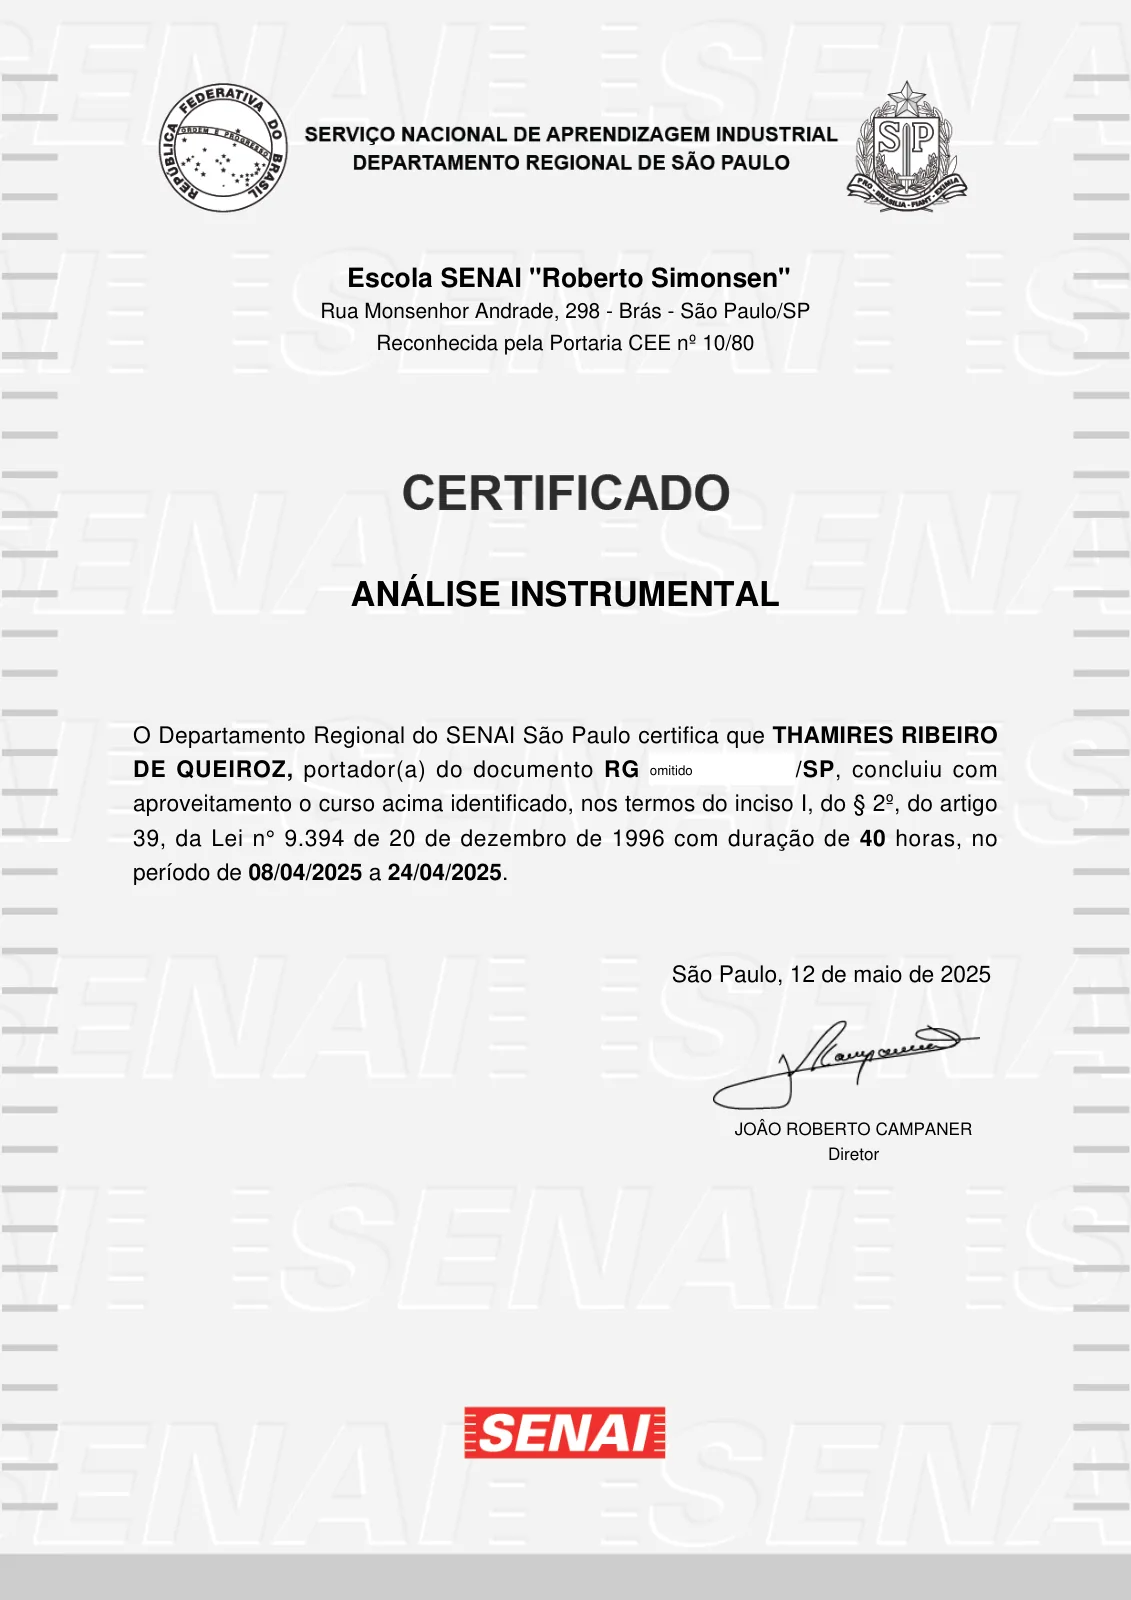 REPÚBLICA FEDERATIVA DO BRASIL
ORDEM E PROGRESSO
SERVIÇO NACIONAL DE APRENDIZAGEM INDUSTRIAL
DEPARTAMENTO REGIONAL DE SÃO PAULO
SP
PRO - BRASILIA - FIANT - EXIMIA
Escola SENAI "Roberto Simonsen"
Rua Monsenhor Andrade, 298 - Brás - São Paulo/SP
Reconhecida pela Portaria CEE nº 10/80
CERTIFICADO
ANÁLISE INSTRUMENTAL
O Departamento Regional do SENAI São Paulo certifica que THAMIRES RIBEIRO
DE QUEIROZ, portador(a) do documento RG omitido /SP, concluiu com
aproveitamento o curso acima identificado, nos termos do inciso I, do § 2º, do artigo
39, da Lei n° 9.394 de 20 de dezembro de 1996 com duração de 40 horas, no
período de 08/04/2025 a 24/04/2025.
São Paulo, 12 de maio de 2025
JOÂO ROBERTO CAMPANER
Diretor
SENAI